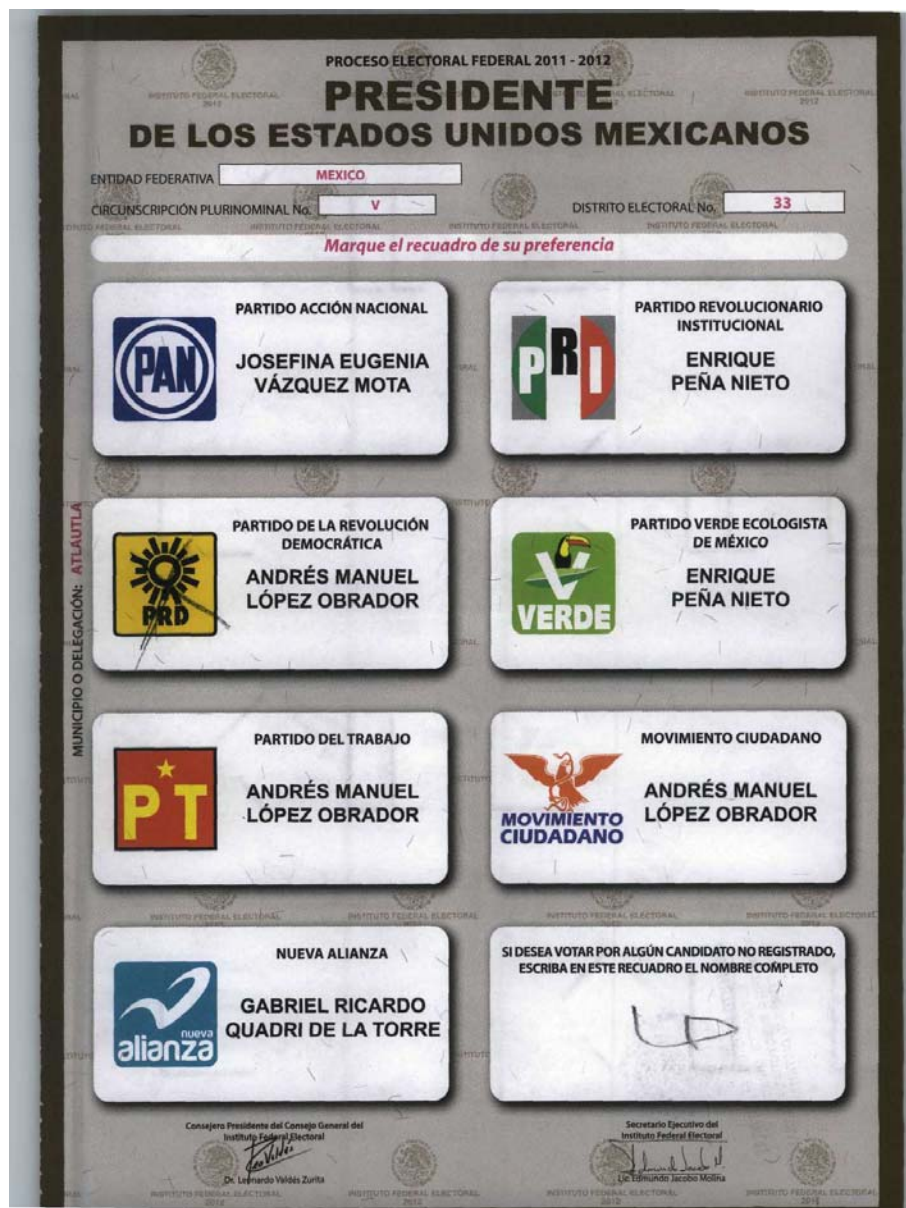 PROCESO ELECTORAL FEDERAL 2011 - 2012
PRESIDENTE
DE LOS ESTADOS UNIDOS MEXICANOS
ENTIDAD FEDERATIVA MEXICO
CIRCUNSCRIPCIÓN PLURINOMINAL No. V
DISTRITO ELECTORAL No. 33
Marque el recuadro de su preferencia
MUNICIPIO O DELEGACIÓN: ATLAUTLA
PAN
PARTIDO ACCIÓN NACIONAL
JOSEFINA EUGENIA
VÁZQUEZ MOTA
PRI
PARTIDO REVOLUCIONARIO
INSTITUCIONAL
ENRIQUE
PEÑA NIETO
PRD
PARTIDO DE LA REVOLUCIÓN
DEMOCRÁTICA
ANDRÉS MANUEL
LÓPEZ OBRADOR
VERDE
PARTIDO VERDE ECOLOGISTA
DE MÉXICO
ENRIQUE
PEÑA NIETO
PT
PARTIDO DEL TRABAJO
ANDRÉS MANUEL
LÓPEZ OBRADOR
MOVIMIENTO
CIUDADANO
MOVIMIENTO CIUDADANO
ANDRÉS MANUEL
LÓPEZ OBRADOR
nueva
alianza
NUEVA ALIANZA
GABRIEL RICARDO
QUADRI DE LA TORRE
SI DESEA VOTAR POR ALGÚN CANDIDATO NO REGISTRADO,
ESCRIBA EN ESTE RECUADRO EL NOMBRE COMPLETO
Consejero Presidente del Consejo General del
Instituto Federal Electoral
Dr. Leonardo Valdés Zurita
Secretario Ejecutivo del
Instituto Federal Electoral
Lic. Edmundo Jacobo Molina
INSTITUTO FEDERAL ELECTORAL
2012